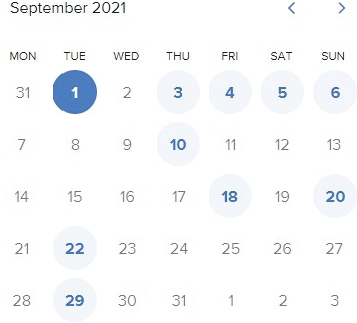 September 2021 < >
MON TUE WED THU FRI SAT SUN
31 1 2 3 4 5 6
7 8 9 10 11 12 13
14 15 16 17 18 19 20
21 22 23 24 25 26 27
28 29 30 31 1 2 3